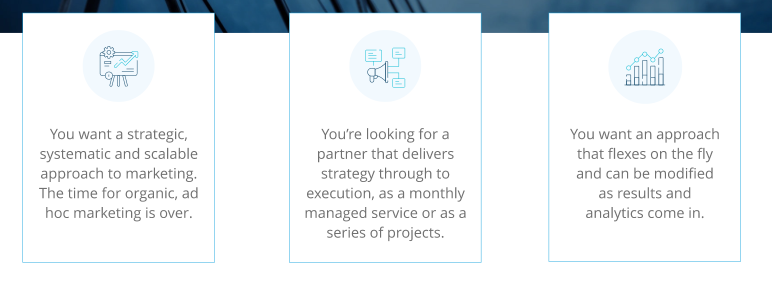 You want a strategic,
systematic and scalable
approach to marketing.
The time for organic, ad
hoc marketing is over.
You’re looking for a
partner that delivers
strategy through to
execution, as a monthly
managed service or as a
series of projects.
You want an approach
that flexes on the fly
and can be modified
as results and
analytics come in.